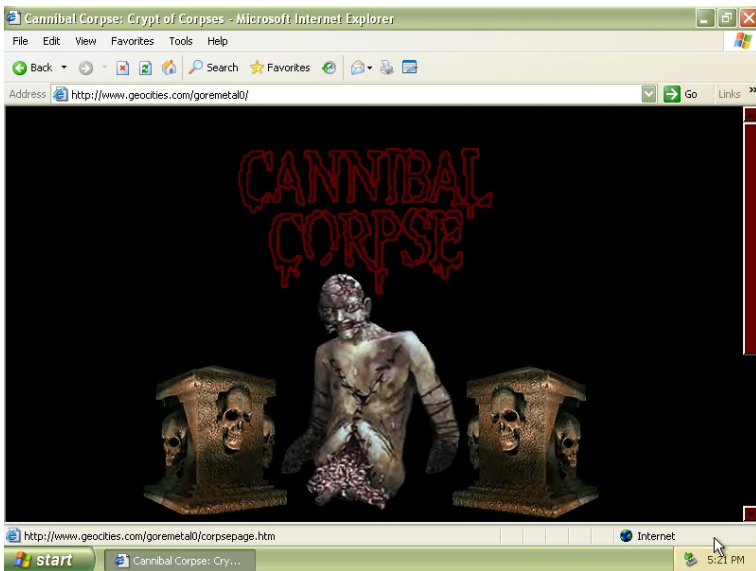 Cannibal Corpse: Crypt of Corpses - Microsoft Internet Explorer
File Edit View Favorites Tools Help
Back Search Favorites
Address http://www.geocities.com/goremetal0/ Go Links »
CANNIBAL
CORPSE
http://www.geocities.com/goremetal0/corpsepage.htm Internet
start Cannibal Corpse: Cry... 5:21 PM